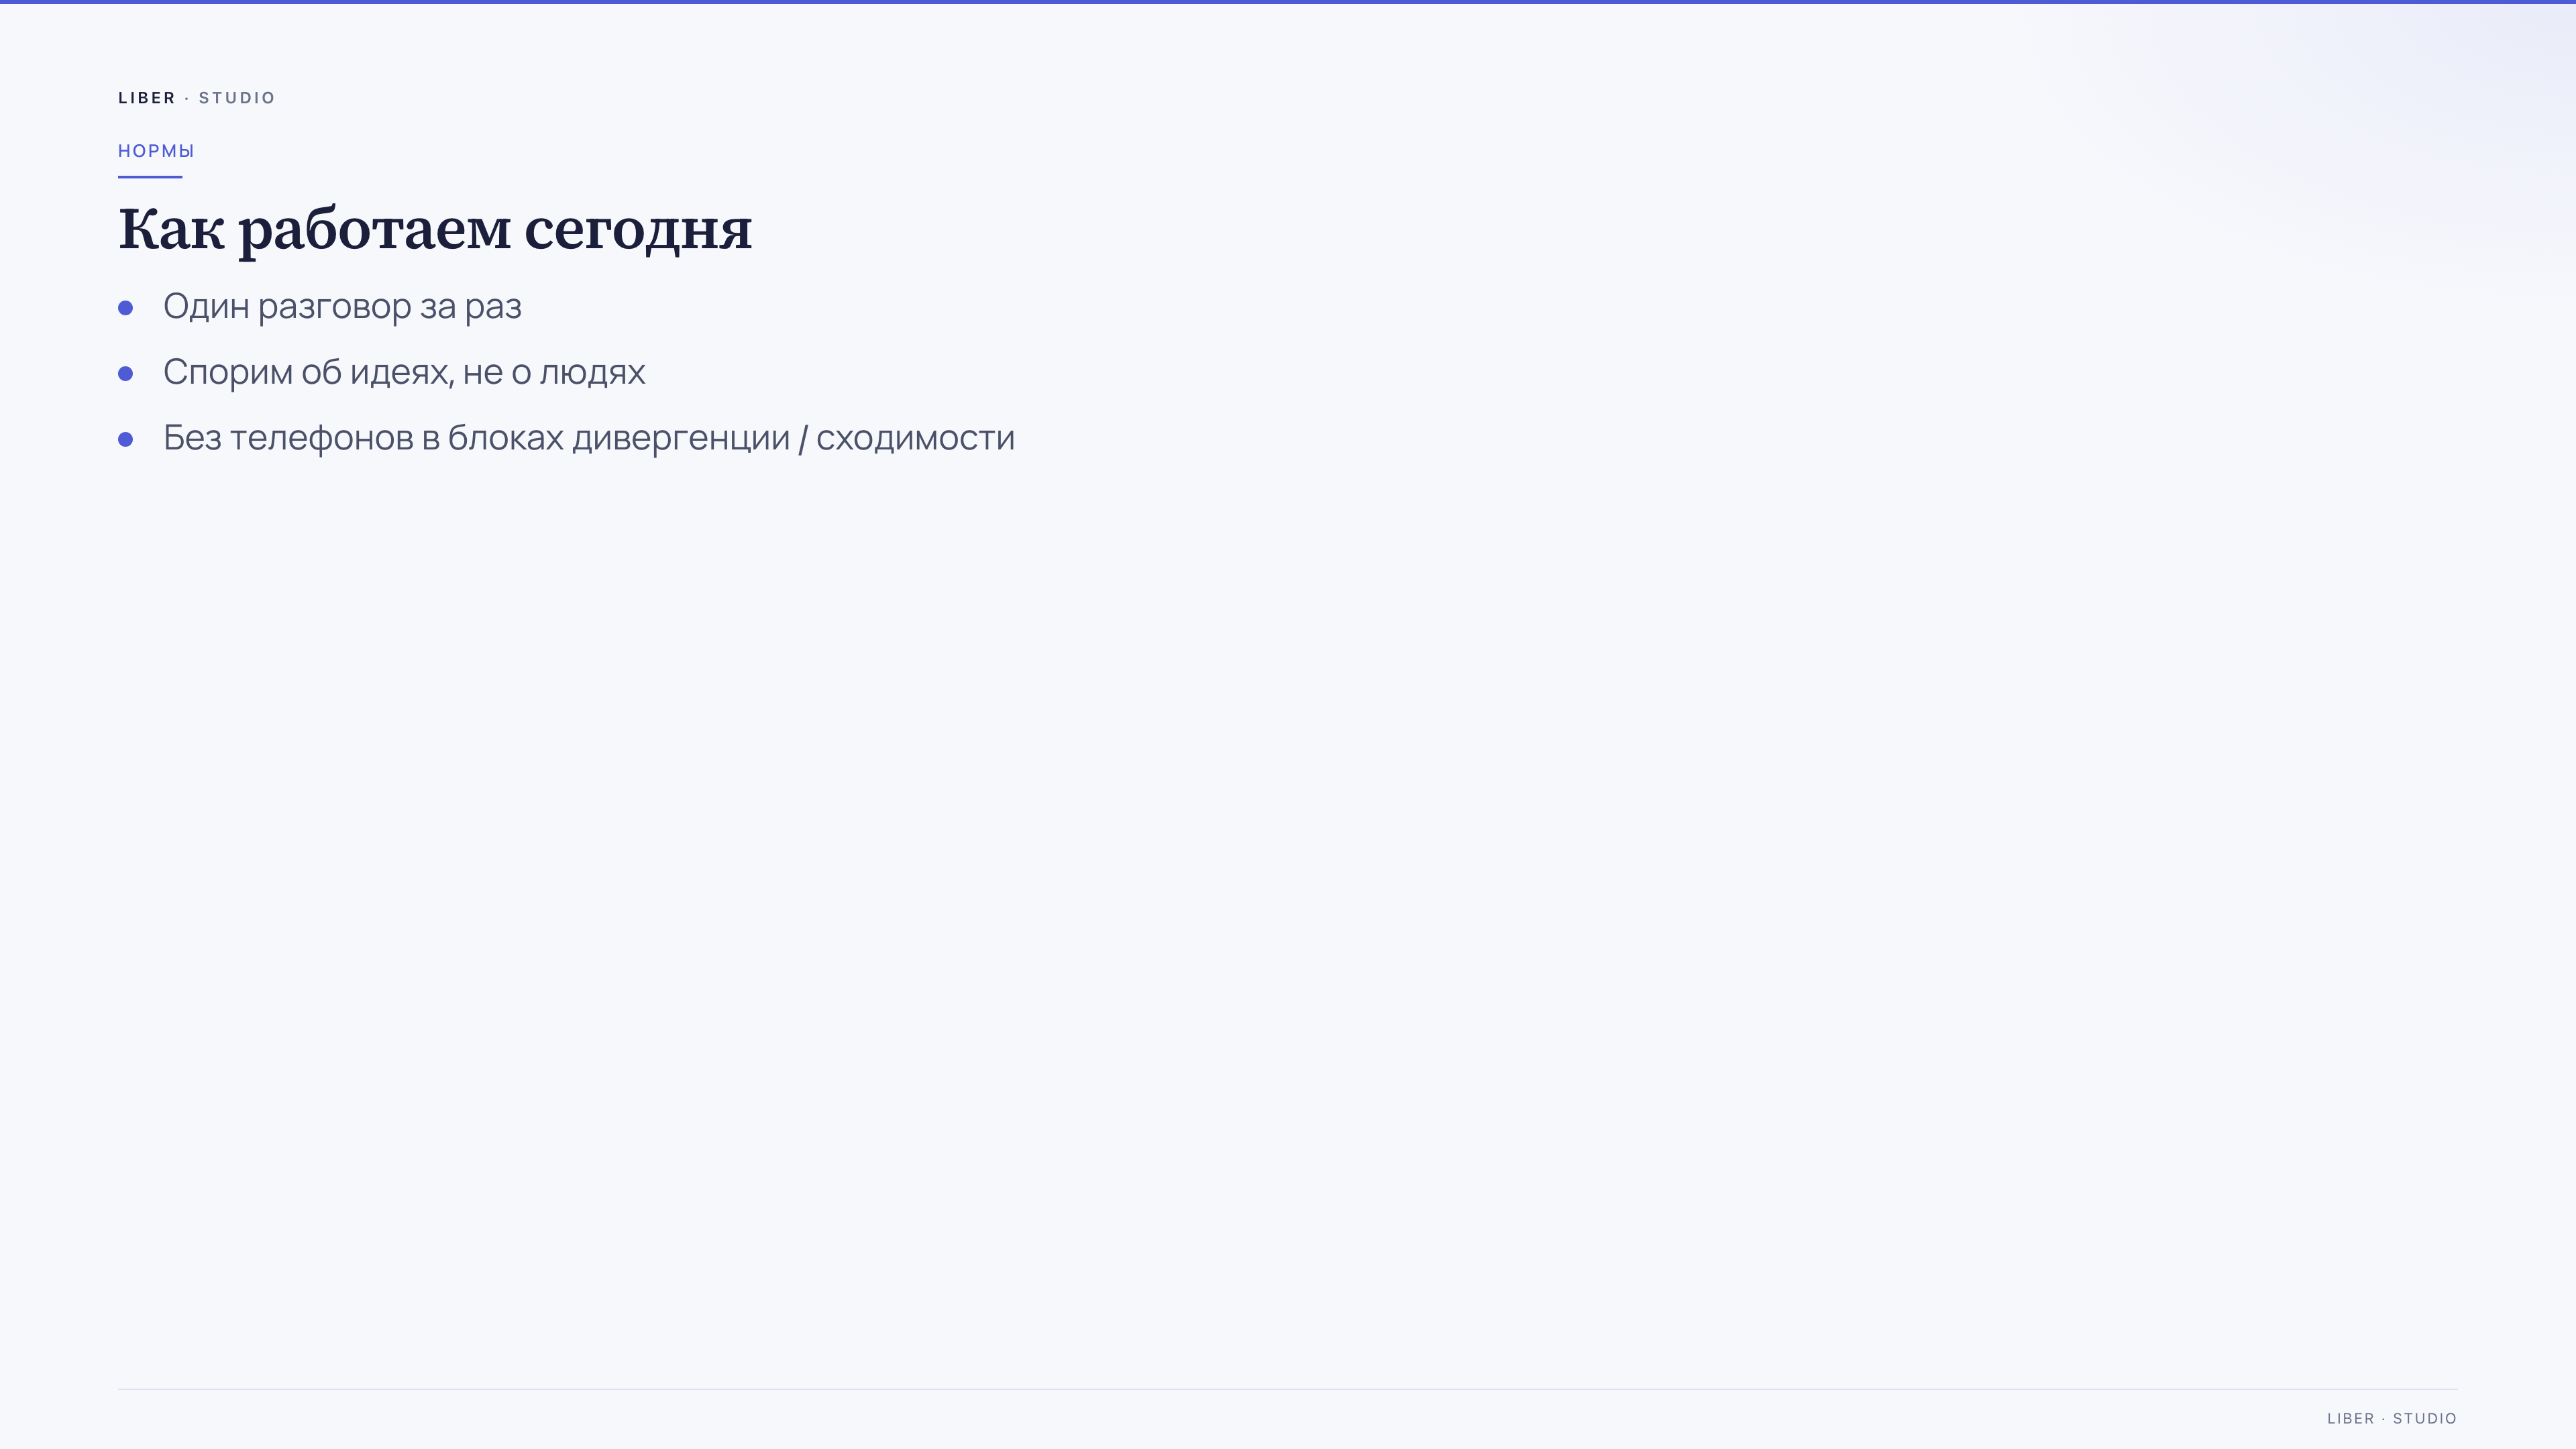 LIBER · STUDIO
НОРМЫ
Как работаем сегодня
Один разговор за раз
Спорим об идеях, не о людях
Без телефонов в блоках дивергенции / сходимости
LIBER · STUDIO